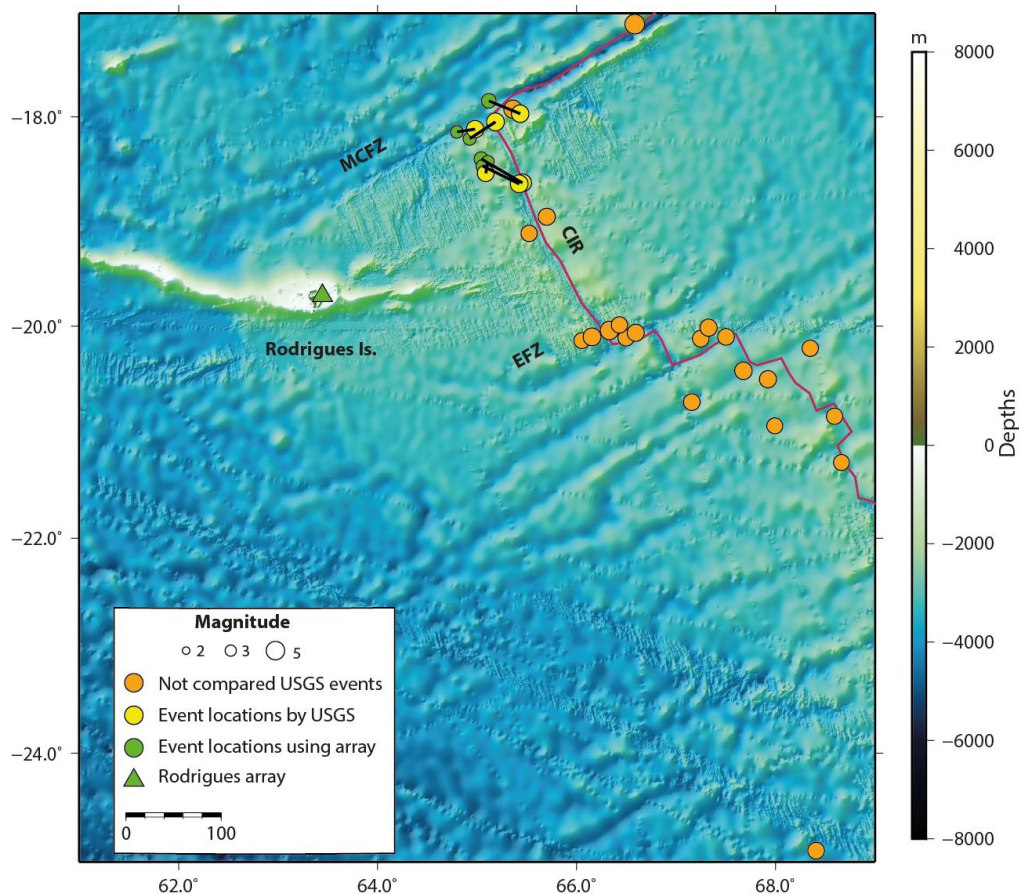 m
8000
6000
4000
2000
0
−2000
−4000
−6000
−8000
Depths
−18.0°
−20.0°
−22.0°
−24.0°
62.0°
64.0°
66.0°
68.0°
MCFZ
CIR
EFZ
Rodrigues Is.
Magnitude
2 3 5
Not compared USGS events
Event locations by USGS
Event locations using array
Rodrigues array
0 100